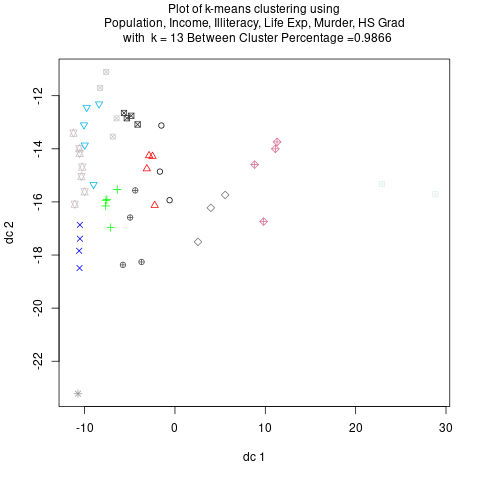 Plot of k-means clustering using
Population, Income, Illiteracy, Life Exp, Murder, HS Grad
with  k = 13 Between Cluster Percentage =0.9866
-12
-14
-16
-18
-20
-22
dc 2
-10 0 10 20 30
dc 1